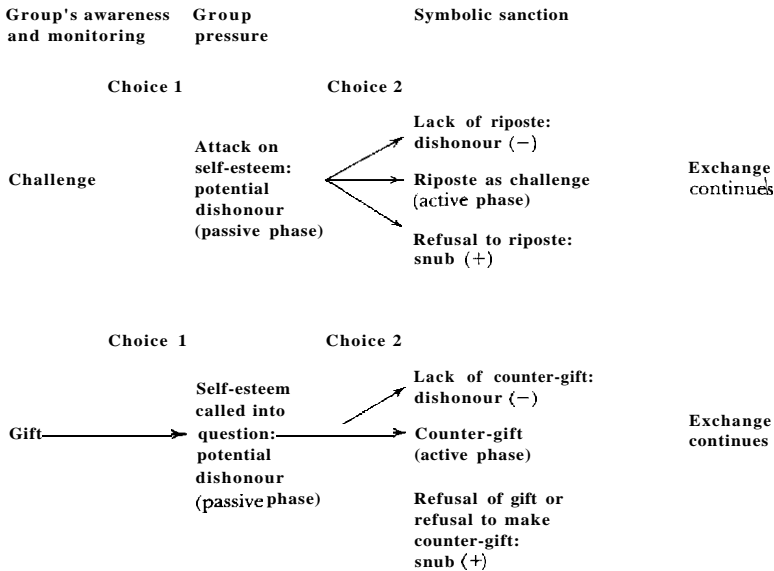 Group's awareness
and monitoring
Group
pressure
Symbolic sanction
Choice 1
Choice 2
Challenge
Attack on
self-esteem:
potential
dishonour
(passive phase)
Lack of riposte:
dishonour (−)
Riposte as challenge
(active phase)
Refusal to riposte:
snub (+)
Exchange
continues
Choice 1
Choice 2
Gift
Self-esteem
called into
question:
potential
dishonour
(passive phase)
Lack of counter-gift:
dishonour (−)
Counter-gift
(active phase)
Refusal of gift or
refusal to make
counter-gift:
snub (+)
Exchange
continues